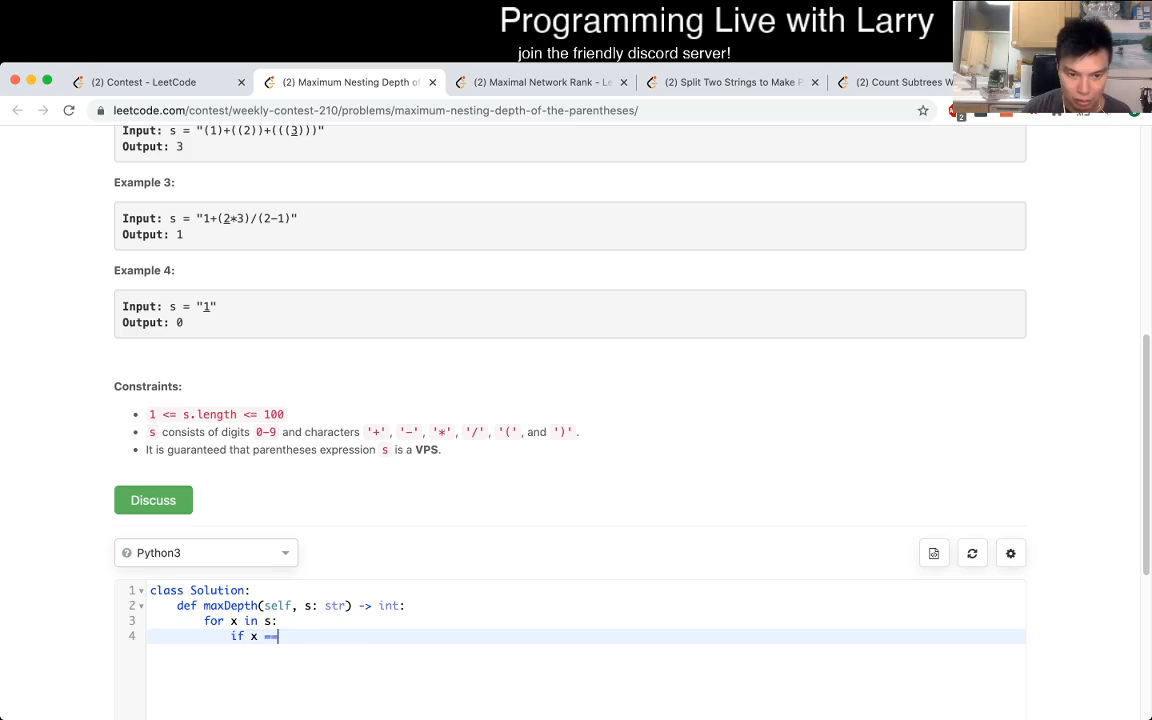 Programming Live with Larry
join the friendly discord server!
(2) Contest - LeetCode
(2) Maximum Nesting Depth of
(2) Maximal Network Rank - Le
(2) Split Two Strings to Make P
(2) Count Subtrees W
leetcode.com/contest/weekly-contest-210/problems/maximum-nesting-depth-of-the-parentheses/
2
Input: s = "(1)+((2))+(((3)))"
Output: 3
Example 3:
Input: s = "1+(2*3)/(2-1)"
Output: 1
Example 4:
Input: s = "1"
Output: 0
Constraints:
1 <= s.length <= 100
s consists of digits 0-9 and characters '+', '-', '*', '/', '(', and ')'.
It is guaranteed that parentheses expression s is a VPS.
Discuss
Python3
1 class Solution:
2 def maxDepth(self, s: str) -> int:
3 for x in s:
4 if x ==